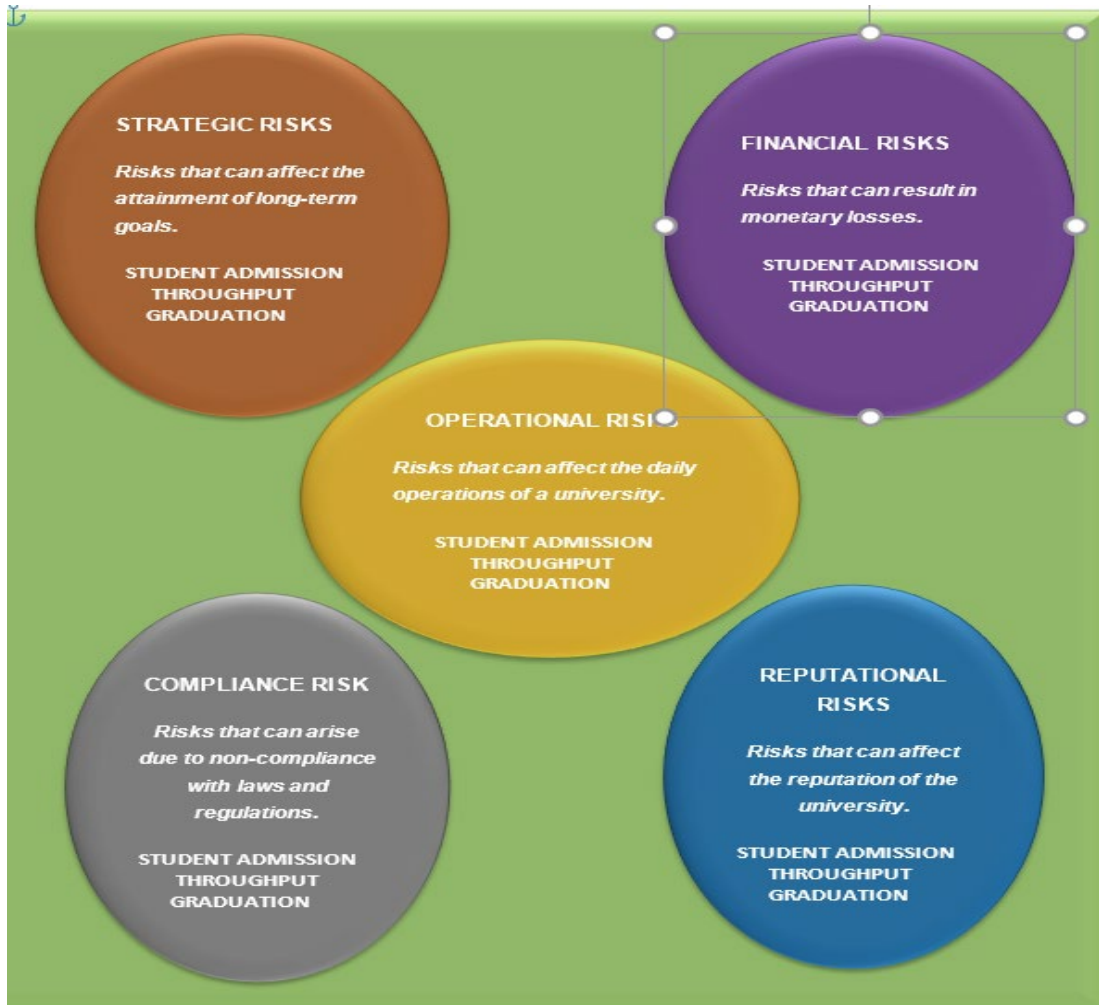 STRATEGIC RISKS
Risks that can affect the
attainment of long-term
goals.
STUDENT ADMISSION
THROUGHPUT
GRADUATION
FINANCIAL RISKS
Risks that can result in
monetary losses.
STUDENT ADMISSION
THROUGHPUT
GRADUATION
OPERATIONAL RISKS
Risks that can affect the daily
operations of a university.
STUDENT ADMISSION
THROUGHPUT
GRADUATION
COMPLIANCE RISK
Risks that can arise
due to non-compliance
with laws and
regulations.
STUDENT ADMISSION
THROUGHPUT
GRADUATION
REPUTATIONAL
RISKS
Risks that can affect
the reputation of the
university.
STUDENT ADMISSION
THROUGHPUT
GRADUATION